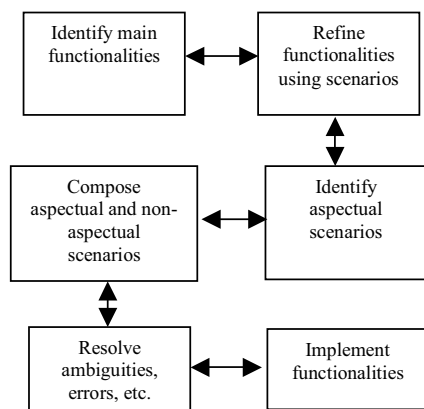 Identify main
functionalities
Refine
functionalities
using scenarios
Compose
aspectual and non-
aspectual
scenarios
Identify
aspectual
scenarios
Resolve
ambiguities,
errors, etc.
Implement
functionalities